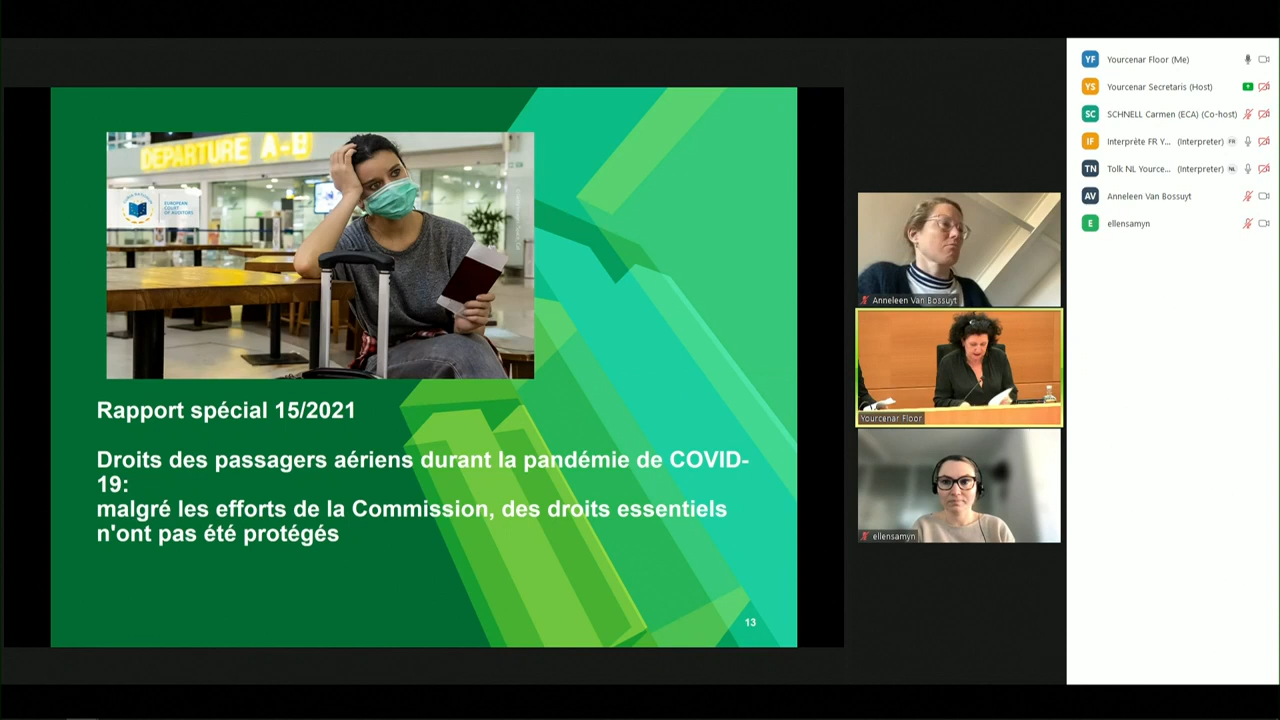 DEPARTURE A-B
EUROPEAN
COURT
OF AUDITORS
Rapport spécial 15/2021
Droits des passagers aériens durant la pandémie de COVID-
19:
malgré les efforts de la Commission, des droits essentiels
n'ont pas été protégés
13
Anneleen Van Bossuyt
Yourcenar Floor
ellensamyn
YF Yourcenar Floor (Me)
YS Yourcenar Secretaris (Host)
SC SCHNELL Carmen (ECA) (Co-host)
IF Interprète FR Y... (Interpreter) FR
TN Tolk NL Yource... (Interpreter) NL
AV Anneleen Van Bossuyt
E ellensamyn